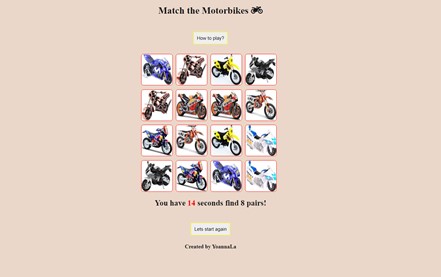 Match the Motorbikes 🏍
How to play?
You have 14 seconds find 8 pairs!
Lets start again
Created by YoannaLa